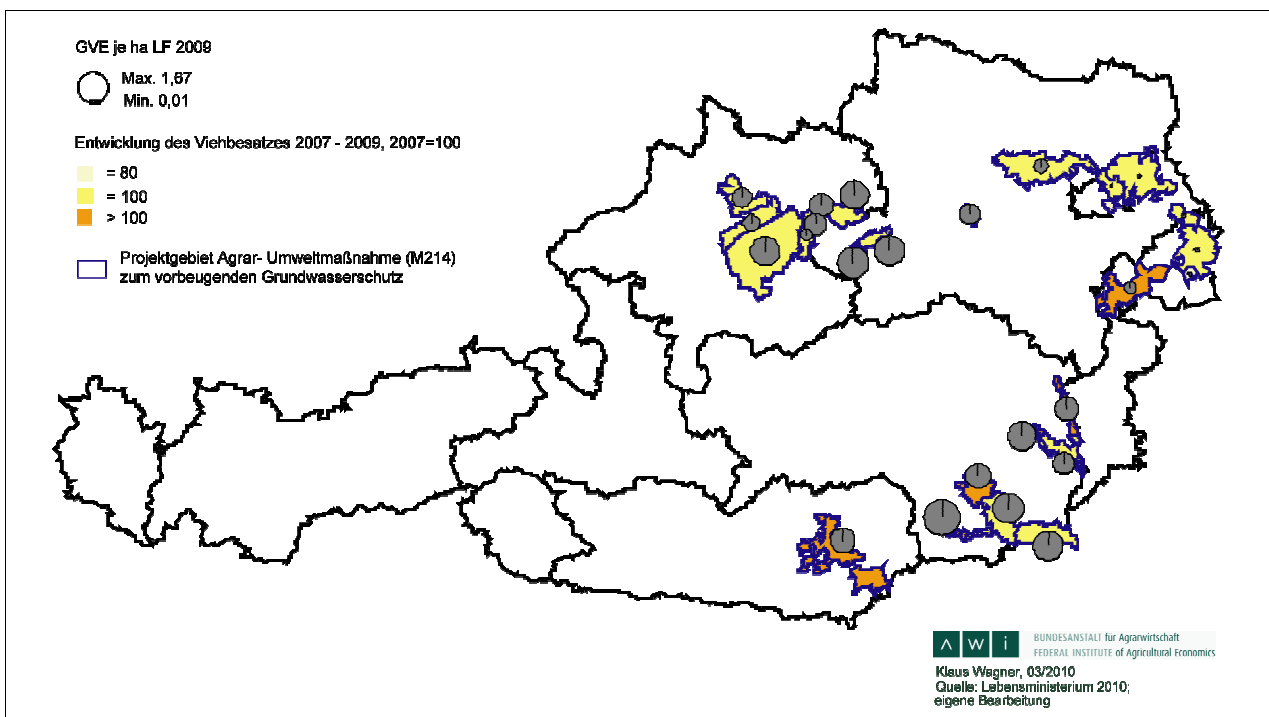 GVE je ha LF 2009
Max. 1,67
Min. 0,01
Entwicklung des Viehbesatzes 2007 - 2009, 2007=100
= 80
= 100
> 100
Projektgebiet Agrar- Umweltmaßnahme (M214)
zum vorbeugenden Grundwasserschutz
AWi
BUNDESANSTALT für Agrarwirtschaft
FEDERAL INSTITUTE of Agricultural Economics
Klaus Wagner, 03/2010
Quelle: Lebensministerium 2010;
eigene Bearbeitung